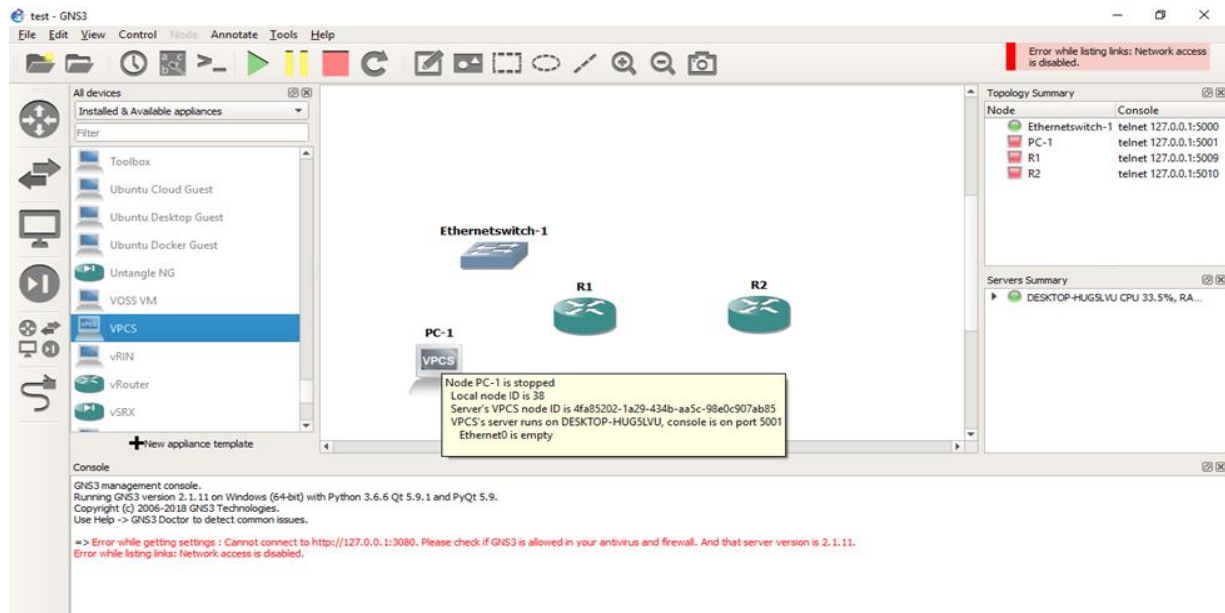 test - GNS3
File Edit View Control Node Annotate Tools Help
Error while listing links: Network access
is disabled.
All devices
Installed & Available appliances
Filter
Toolbox
Ubuntu Cloud Guest
Ubuntu Desktop Guest
Ubuntu Docker Guest
Untangle NG
VOSS VM
VPCS
vRIN
vRouter
vSRX
New appliance template
Ethernetswitch-1
R1
R2
PC-1
VPCS
Node PC-1 is stopped
Local node ID is 38
Server's VPCS node ID is 4fa85202-1a29-434b-aa5c-98e0c907ab85
VPCS's server runs on DESKTOP-HUG5LVU, console is on port 5001
Ethernet0 is empty
Topology Summary
Node Console
Ethernetswitch-1 telnet 127.0.0.1:5000
PC-1 telnet 127.0.0.1:5001
R1 telnet 127.0.0.1:5009
R2 telnet 127.0.0.1:5010
Servers Summary
DESKTOP-HUG5LVU CPU 33.5%, RA...
Console
GNS3 management console.
Running GNS3 version 2.1.11 on Windows (64-bit) with Python 3.6.6 Qt 5.9.1 and PyQt 5.9.
Copyright (c) 2006-2018 GNS3 Technologies.
Use Help -> GNS3 Doctor to detect common issues.
=> Error while getting settings : Cannot connect to http://127.0.0.1:3080. Please check if GNS3 is allowed in your antivirus and firewall. And that server version is 2.1.11.
Error while listing links: Network access is disabled.